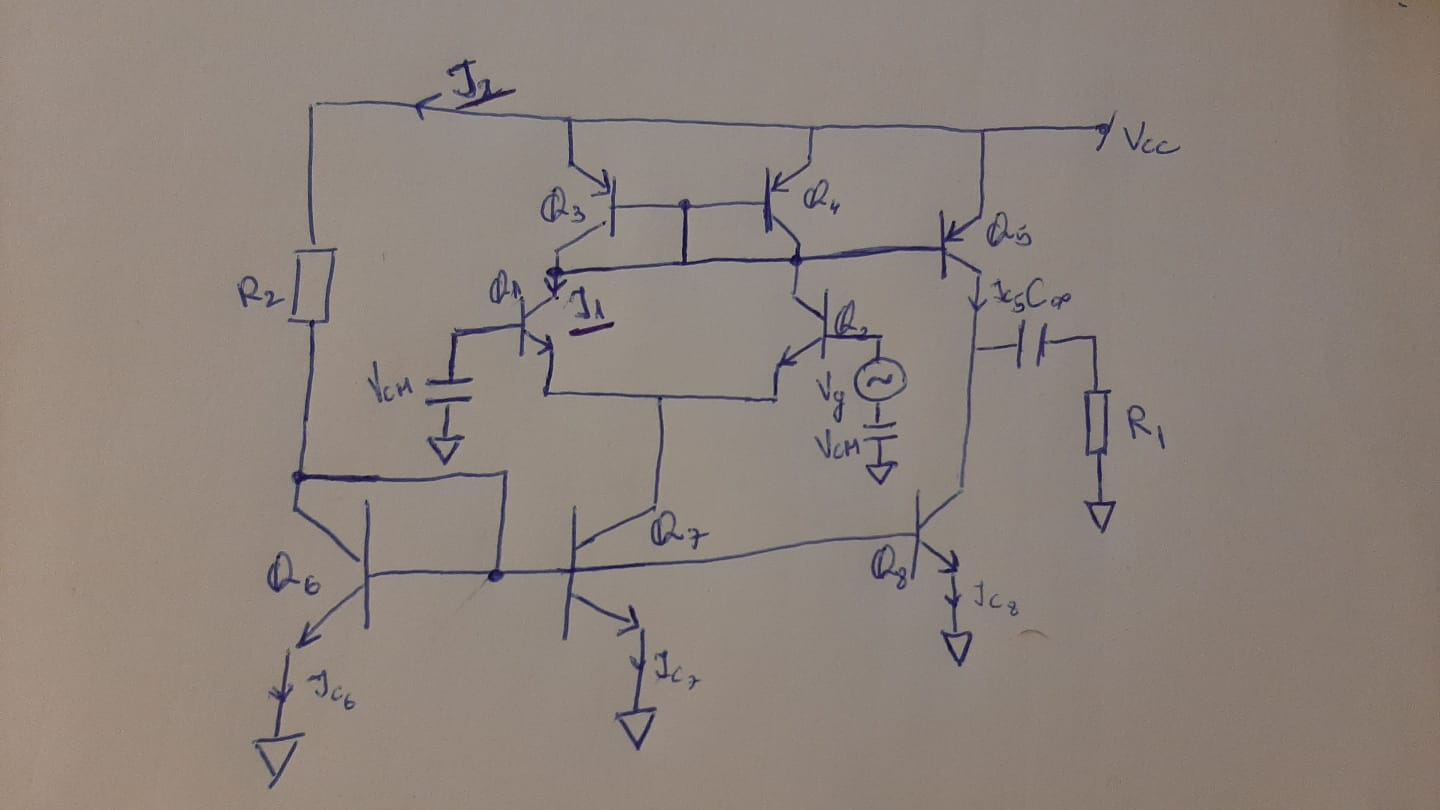 I2
VCC
Q3
Q4
Q5
R2
Q1
I1
Q2
IC5
C∞
VCM
Vg
VCM
R1
Q7
Q6
Q8
IC8
IC6
IC7